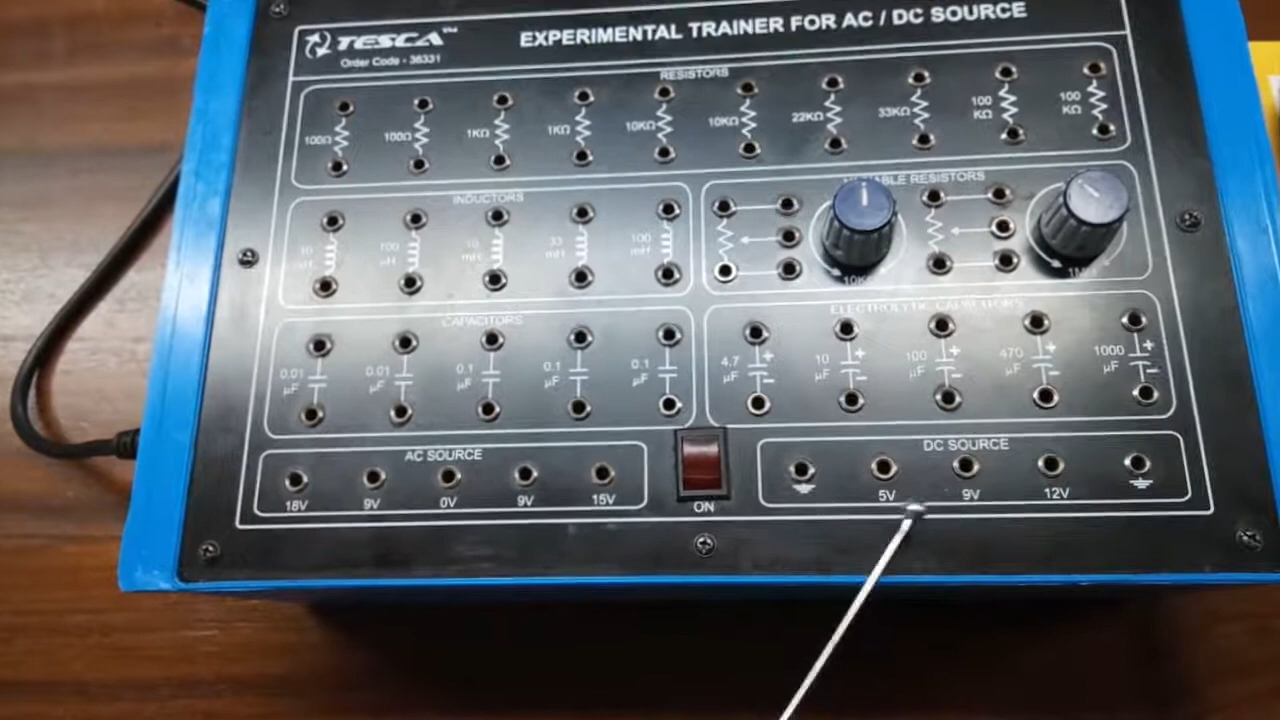 TESCA™
Order Code - 36331
EXPERIMENTAL TRAINER FOR AC / DC SOURCE
RESISTORS
100Ω 100Ω 1KΩ 1KΩ 10KΩ 10KΩ 22KΩ 33KΩ 100 KΩ 100 KΩ
INDUCTORS
10 mH 100 µH 10 mH 33 mH 100 mH
RESISTORS
10K
CAPACITORS
0.01 µF 0.01 µF 0.1 µF 0.1 µF 0.1 µF
ELECTROLYTIC CAPACITORS
4.7 µF + - 10 µF + - 100 µF + - 470 µF + - 1000 µF + -
AC SOURCE
18V 9V 0V 9V 15V
ON
DC SOURCE
5V 9V 12V